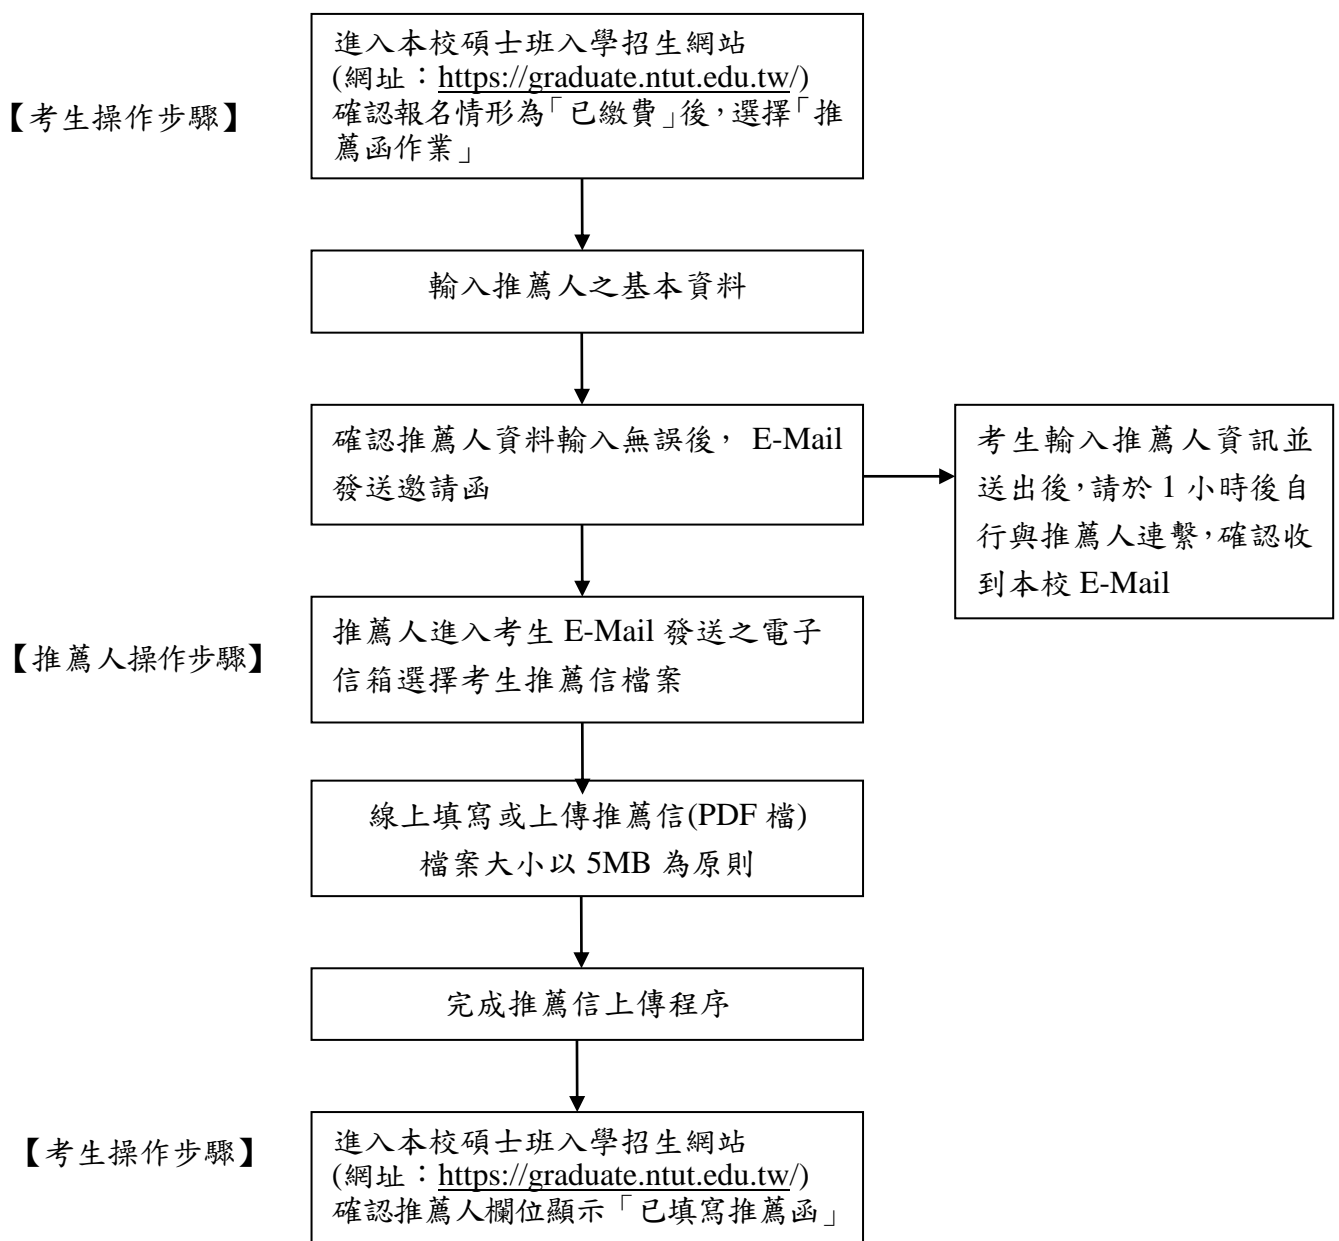 進入本校碩士班入學招生網站
(網址：https://graduate.ntut.edu.tw/)
【考生操作步驟】
確認報名情形為「已繳費」後，選擇「推
薦函作業」
輸入推薦人之基本資料
確認推薦人資料輸入無誤後， E-Mail
發送邀請函
考生輸入推薦人資訊並
送出後，請於 1 小時後自
行與推薦人連繫，確認收
到本校 E-Mail
【推薦人操作步驟】
推薦人進入考生 E-Mail 發送之電子
信箱選擇考生推薦信檔案
線上填寫或上傳推薦信(PDF 檔)
檔案大小以 5MB 為原則
完成推薦信上傳程序
【考生操作步驟】
進入本校碩士班入學招生網站
(網址：https://graduate.ntut.edu.tw/)
確認推薦人欄位顯示「已填寫推薦函」